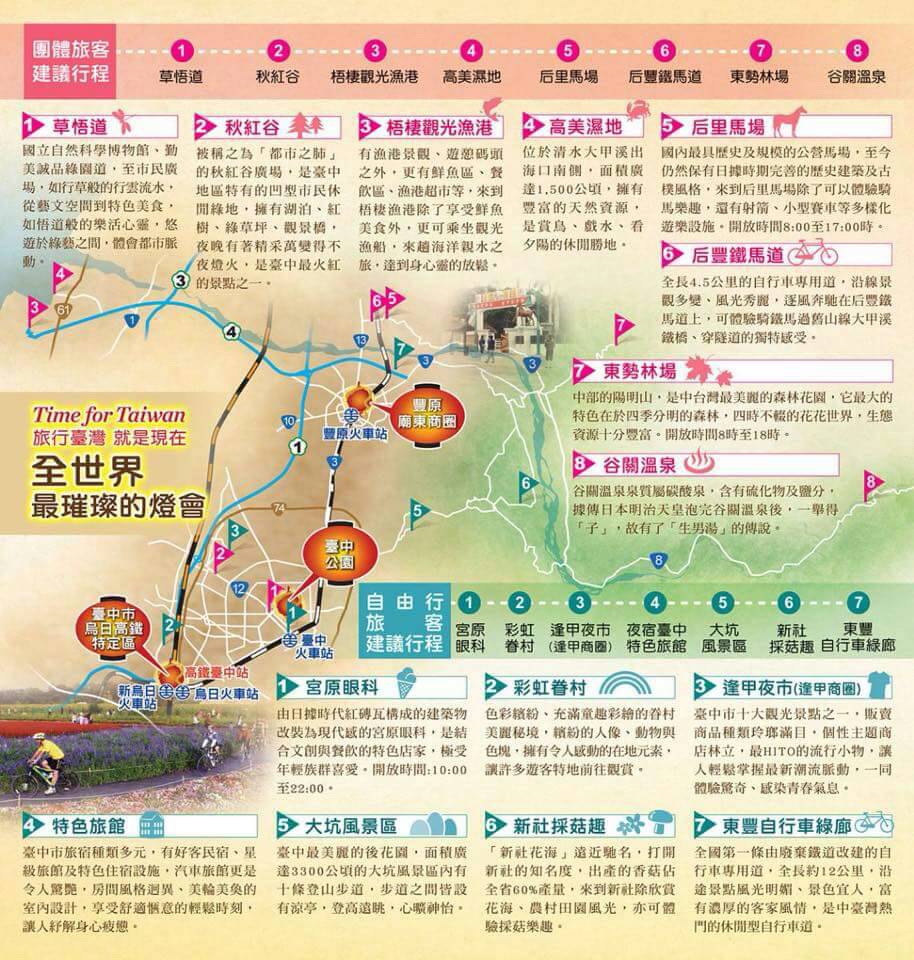 團體旅客
建議行程
1 2 3 4 5 6 7 8
草悟道 秋紅谷 梧棲觀光漁港 高美濕地 后里馬場 后豐鐵馬道 東勢林場 谷關溫泉
1 草悟道
國立自然科學博物館、勤
美誠品綠園道，至市民廣
場，如行草般的行雲流水，
從藝文空間到特色美食，
如悟道般的樂活心靈，悠
遊於綠藝之間，體會都市脈
動。
2 秋紅谷
被稱之為「都市之肺」
的秋紅谷廣場，是臺中
地區特有的凹型市民休
閒綠地，擁有湖泊、紅
樹、綠草坪、觀景橋，
夜晚有著精采萬變得不
夜燈火，是臺中最火紅
的景點之一。
3 梧棲觀光漁港
有漁港景觀、遊憩碼頭
之外，更有鮮魚區、餐
飲區、漁港超市等，來到
梧棲漁港除了享受鮮魚
美食外，更可乘坐觀光
漁船，來趟海洋親水之
旅，達到身心靈的放鬆。
4 高美濕地
位於清水大甲溪出
海口南側，面積廣
達1,500公頃，擁有
豐富的天然資源，
是賞鳥、戲水、看
夕陽的休閒勝地。
5 后里馬場
國內最具歷史及規模的公營馬場，至今
仍然保有日據時期完善的歷史建築及古
樸風格，來到后里馬場除了可以體驗騎
馬樂趣，還有射箭、小型賽車等多樣化
遊樂設施。開放時間8:00至17:00時。
6 后豐鐵馬道
全長4.5公里的自行車專用道，沿線景
觀多變、風光秀麗，逐風奔馳在后豐鐵
馬道上，可體驗騎鐵馬過舊山線大甲溪
鐵橋、穿隧道的獨特感受。
7 東勢林場
中部的陽明山，是中台灣最美麗的森林花園，它最大的
特色在於四季分明的森林，四時不輟的花花世界，生態
資源十分豐富。開放時間8時至18時。
8 谷關溫泉
谷關溫泉泉質屬碳酸泉，含有硫化物及鹽分，
據傳日本明治天皇泡完谷關溫泉後，一舉得
「子」，故有了「生男湯」的傳說。
4
3
61
1
3
4
6 5
13
7
3
3
7
豐原
廟東商圈
豐原火車站
10
1
3
Time for Taiwan
旅行臺灣 就是現在
全世界
最璀璨的燈會
74
6
8
3
2
5
臺中
公園
8
12
1
1
2
臺中
火車站
臺中市
烏日高鐵
特定區
高鐵臺中站
新烏日
火車站
烏日火車站
自由行
旅客
建議行程
1 2 3 4 5 6 7
宮原
眼科
彩虹
眷村
逢甲夜市
(逢甲商圈)
夜宿臺中
特色旅館
大坑
風景區
新社
採菇趣
東豐
自行車綠廊
1 宮原眼科
由日據時代紅磚瓦構成的建築物
改裝為現代感的宮原眼科，是結
合文創與餐飲的特色店家，極受
年輕族群喜愛。開放時間:10:00
至22:00。
2 彩虹眷村
色彩繽紛、充滿童趣彩繪的眷村
美麗秘境，繽紛的人像、動物與
色塊，擁有令人感動的在地元素，
讓許多遊客特地前往觀賞。
3 逢甲夜市(逢甲商圈)
臺中市十大觀光景點之一，販賣
商品種類玲瑯滿目，個性主題商
店林立，最HITO的流行小物，讓
人輕鬆掌握最新潮流脈動，一同
體驗驚奇、感染青春氣息。
4 特色旅館
臺中市旅宿種類多元，有好客民宿、星
級旅館及特色住宿設施，汽車旅館更是
令人驚艷，房間風格迥異、美輪美奐的
室內設計，享受舒適愜意的輕鬆時刻，
讓人紓解身心疲憊。
5 大坑風景區
臺中最美麗的後花園，面積廣
達3300公頃的大坑風景區內有
十條登山步道，步道之間皆設
有涼亭，登高遠眺，心曠神怡。
6 新社採菇趣
「新社花海」遠近馳名，打開
新社的知名度，出產的香菇佔
全省60%產量，來到新社除欣賞
花海、農村田園風光，亦可體
驗採菇樂趣。
7 東豐自行車綠廊
全國第一條由廢棄鐵道改建的自
行車專用道，全長約12公里，沿
途景點風光明媚、景色宜人，富
有濃厚的客家風情，是中臺灣熱
門的休閒型自行車道。